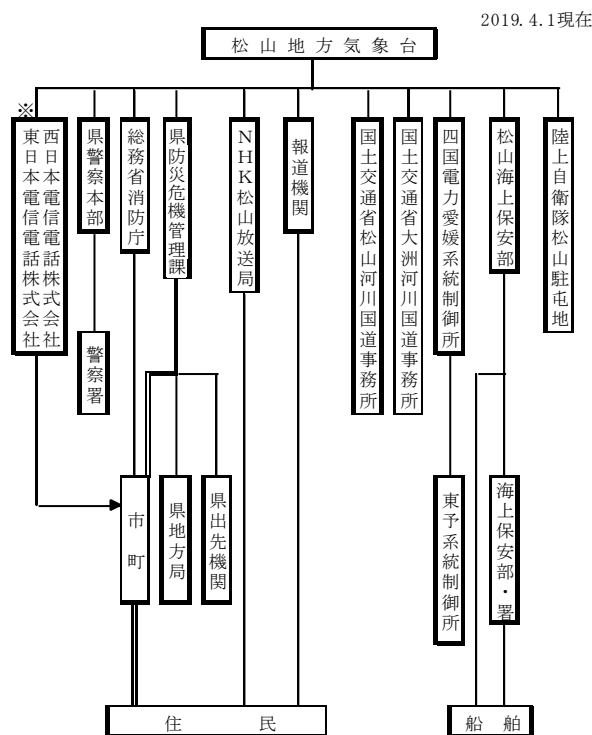 2019.4.1現在
松山地方気象台
※
西日本電信電話株式会社
東日本電信電話株式会社
県警察本部
総務省消防庁
県防災危機管理課
NHK松山放送局
報道機関
国土交通省松山河川国道事務所
国土交通省大洲河川国道事務所
四国電力愛媛系統制御所
松山海上保安部
陸上自衛隊松山駐屯地
警察署
市町
県地方局
県出先機関
東予系統制御所
海上保安部・署
住民
船舶